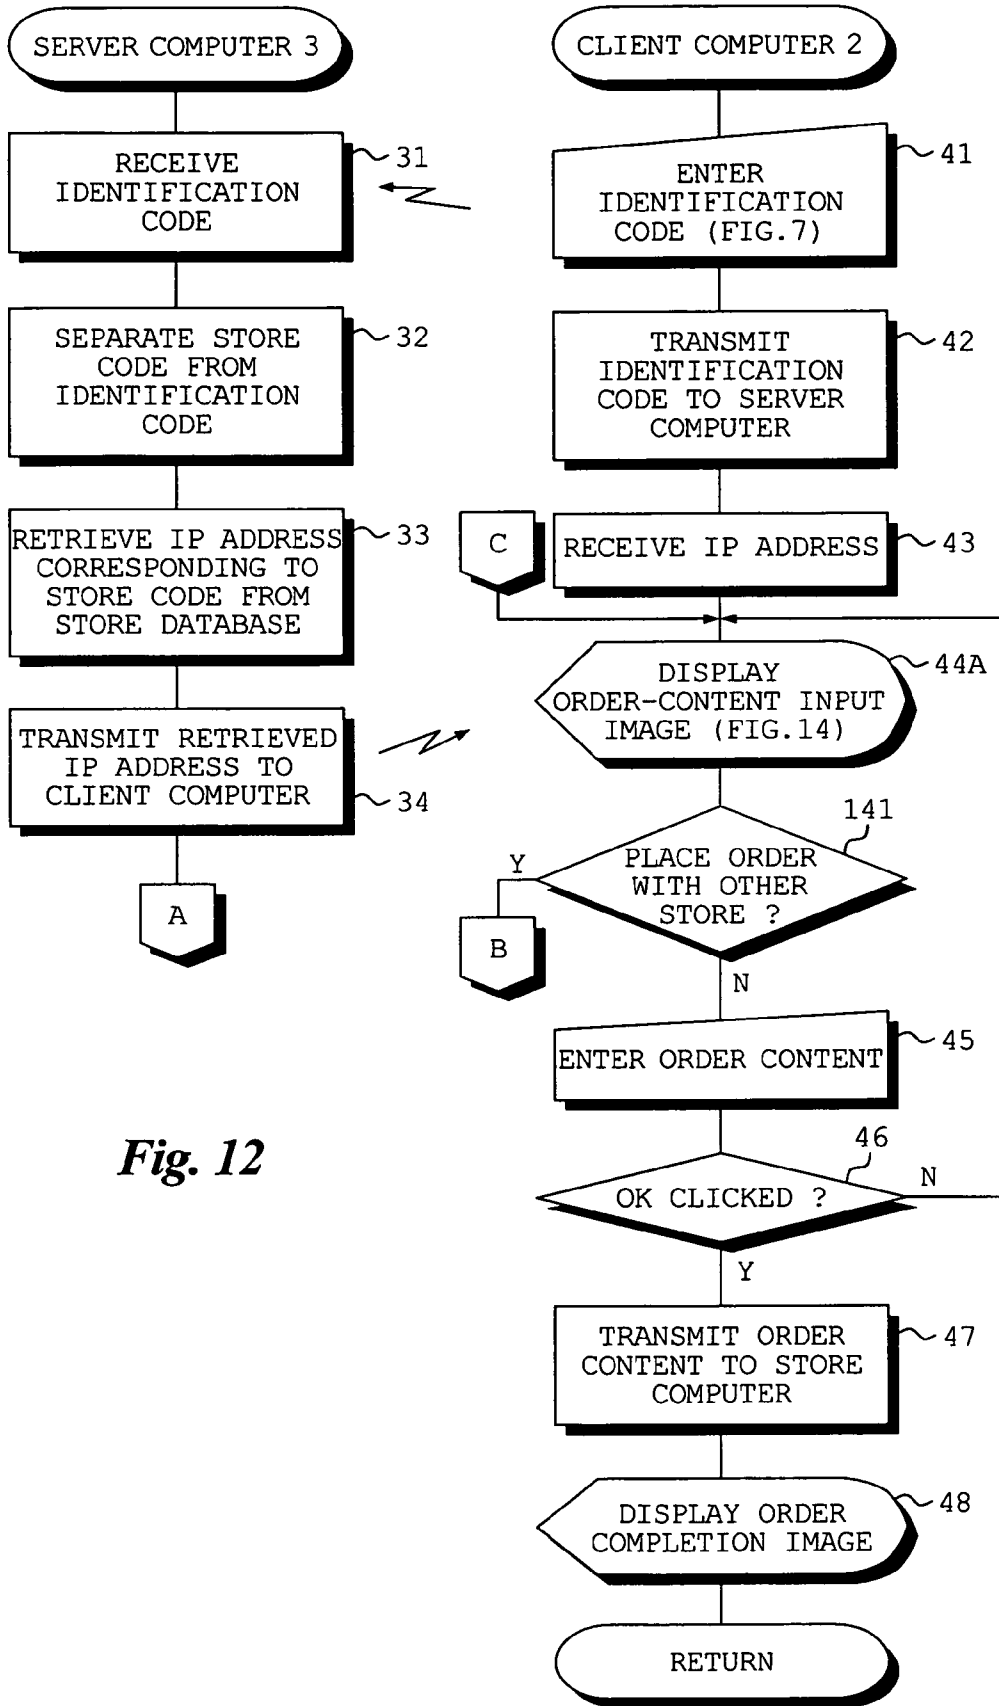 SERVER COMPUTER 3
RECEIVE
IDENTIFICATION
CODE
31
SEPARATE STORE
CODE FROM
IDENTIFICATION
CODE
32
RETRIEVE IP ADDRESS
CORRESPONDING TO
STORE CODE FROM
STORE DATABASE
33
TRANSMIT RETRIEVED
IP ADDRESS TO
CLIENT COMPUTER
34
A
CLIENT COMPUTER 2
ENTER
IDENTIFICATION
CODE (FIG.7)
41
TRANSMIT
IDENTIFICATION
CODE TO SERVER
COMPUTER
42
C
RECEIVE IP ADDRESS
43
DISPLAY
ORDER-CONTENT INPUT
IMAGE (FIG.14)
44A
PLACE ORDER
WITH OTHER
STORE ?
141
Y
B
N
ENTER ORDER CONTENT
45
OK CLICKED ?
46
N
Y
TRANSMIT ORDER
CONTENT TO STORE
COMPUTER
47
DISPLAY ORDER
COMPLETION IMAGE
48
RETURN
Fig. 12